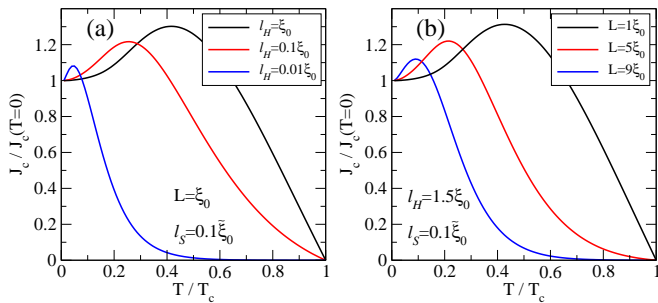 (a)
l_H=ξ_0
l_H=0.1ξ_0
l_H=0.01ξ_0
L=ξ_0
l_S=0.1ξ̃_0
J_c / J_c(T=0)
1.2
1
0.8
0.6
0.4
0.2
0
0 0.2 0.4 0.6 0.8 1
T / T_c
(b)
L=1ξ_0
L=5ξ_0
L=9ξ_0
l_H=1.5ξ_0
l_S=0.1ξ̃_0
J_c / J_c(T=0)
1.2
1
0.8
0.6
0.4
0.2
0
0 0.2 0.4 0.6 0.8 1
T / T_c